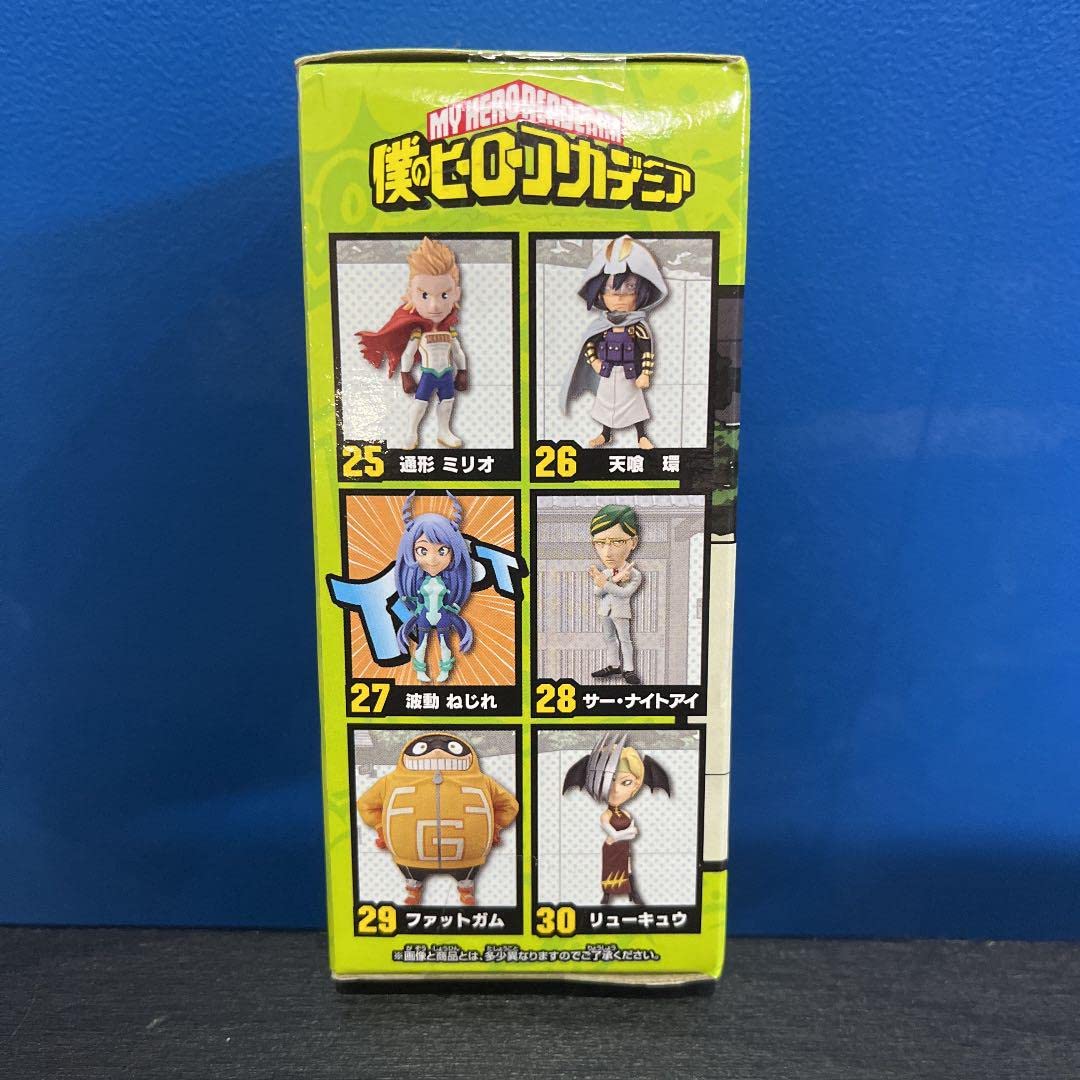 MY HERO ACADEMIA
僕のヒーローアカデミア
25 通形 ミリオ
26 天喰 環
TWIST
27 波動 ねじれ
28 サー・ナイトアイ
FG
29 ファットガム
30 リューキュウ
※画像と商品とは、多少異なりますのでご了承ください。